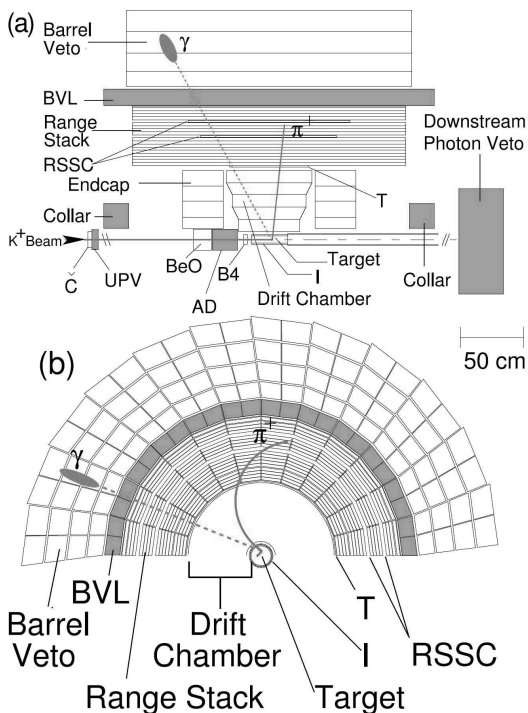 (a)
Barrel
Veto
γ
BVL
Range
Stack
π+
RSSC
Endcap
T
Downstream
Photon Veto
Collar
K+ Beam
Č
UPV
BeO
AD
B4
I
Target
Drift Chamber
Collar
50 cm
(b)
π+
γ
BVL
Barrel
Veto
Drift
Chamber
T
I
RSSC
Range Stack
Target